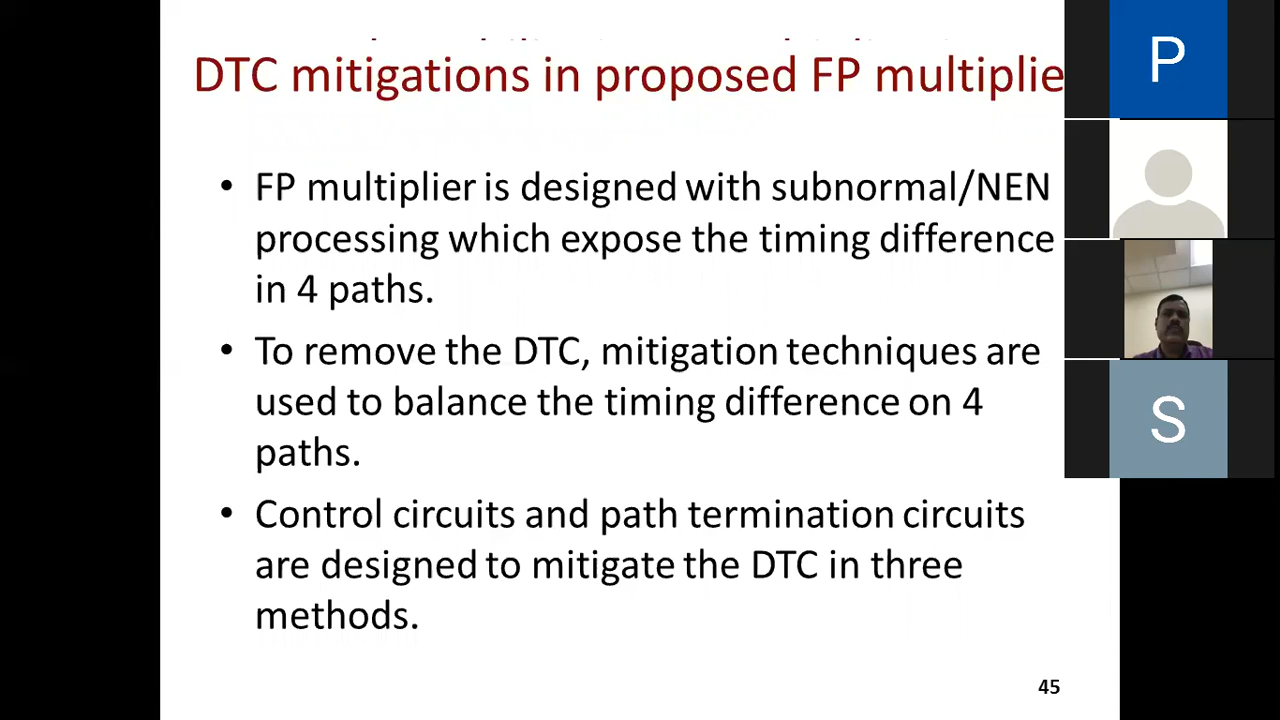 DTC mitigations in proposed FP multiplie
• FP multiplier is designed with subnormal/NEN
processing which expose the timing difference
in 4 paths.
• To remove the DTC, mitigation techniques are
used to balance the timing difference on 4
paths.
• Control circuits and path termination circuits
are designed to mitigate the DTC in three
methods.
45
P
S